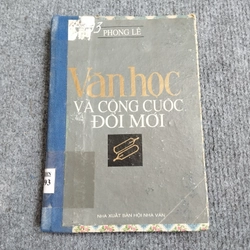 PHONG LÊ
Văn học
VÀ CÔNG CUỘC
ĐỔI MỚI
NHÀ XUẤT BẢN HỘI NHÀ VĂN